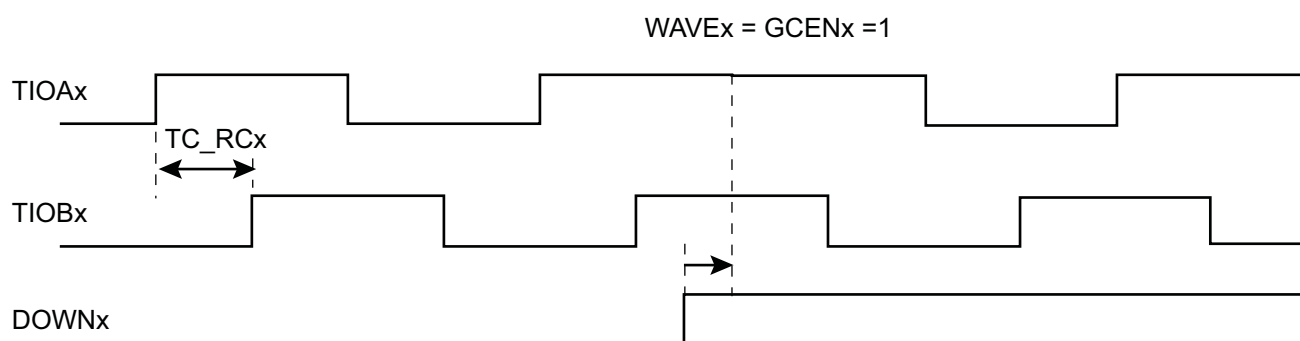 WAVEx = GCENx =1
TIOAx
TC_RCx
TIOBx
DOWNx